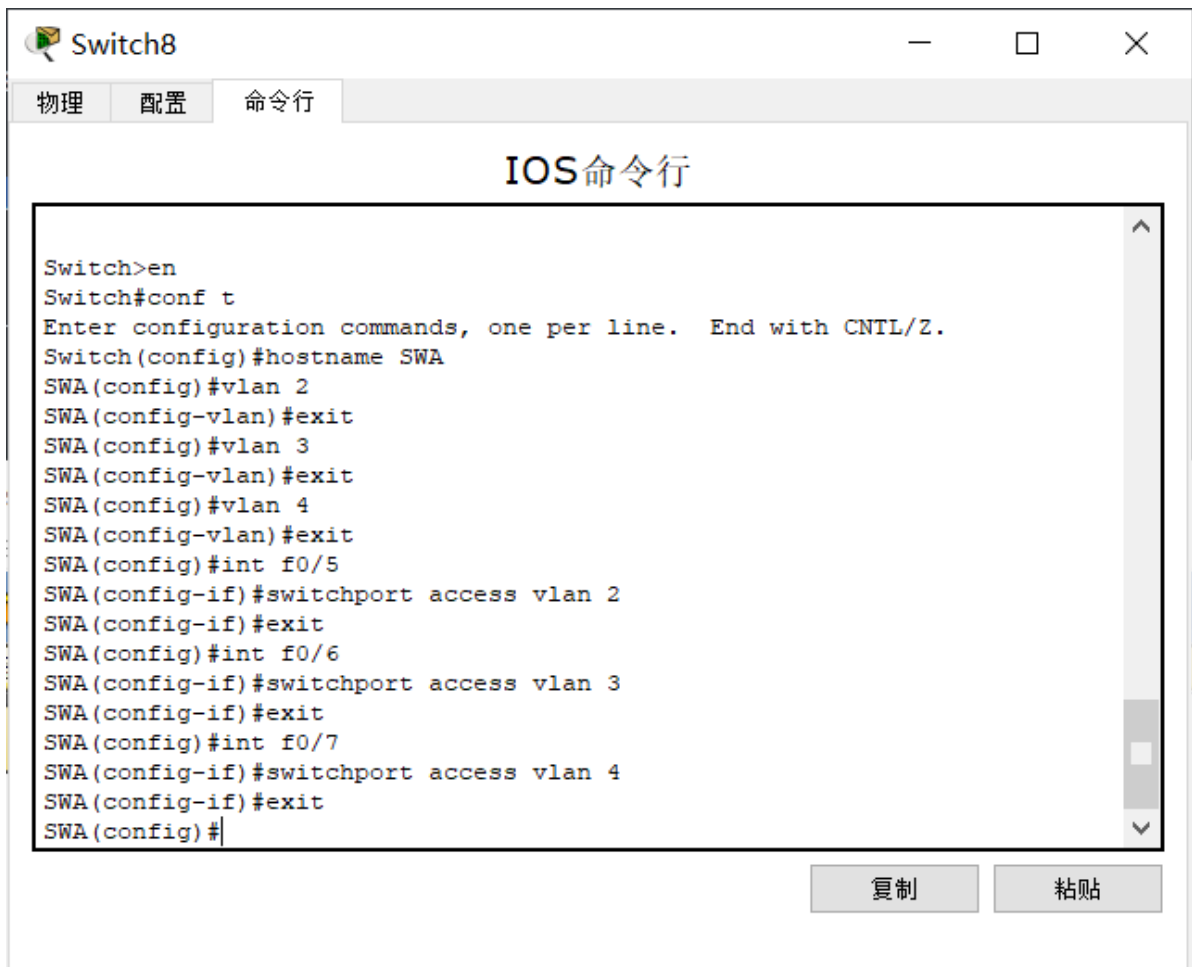 Switch8
物理 配置 命令行
IOS命令行
Switch>en
Switch#conf t
Enter configuration commands, one per line.  End with CNTL/Z.
Switch(config)#hostname SWA
SWA(config)#vlan 2
SWA(config-vlan)#exit
SWA(config)#vlan 3
SWA(config-vlan)#exit
SWA(config)#vlan 4
SWA(config-vlan)#exit
SWA(config)#int f0/5
SWA(config-if)#switchport access vlan 2
SWA(config-if)#exit
SWA(config)#int f0/6
SWA(config-if)#switchport access vlan 3
SWA(config-if)#exit
SWA(config)#int f0/7
SWA(config-if)#switchport access vlan 4
SWA(config-if)#exit
SWA(config)#
复制 粘贴